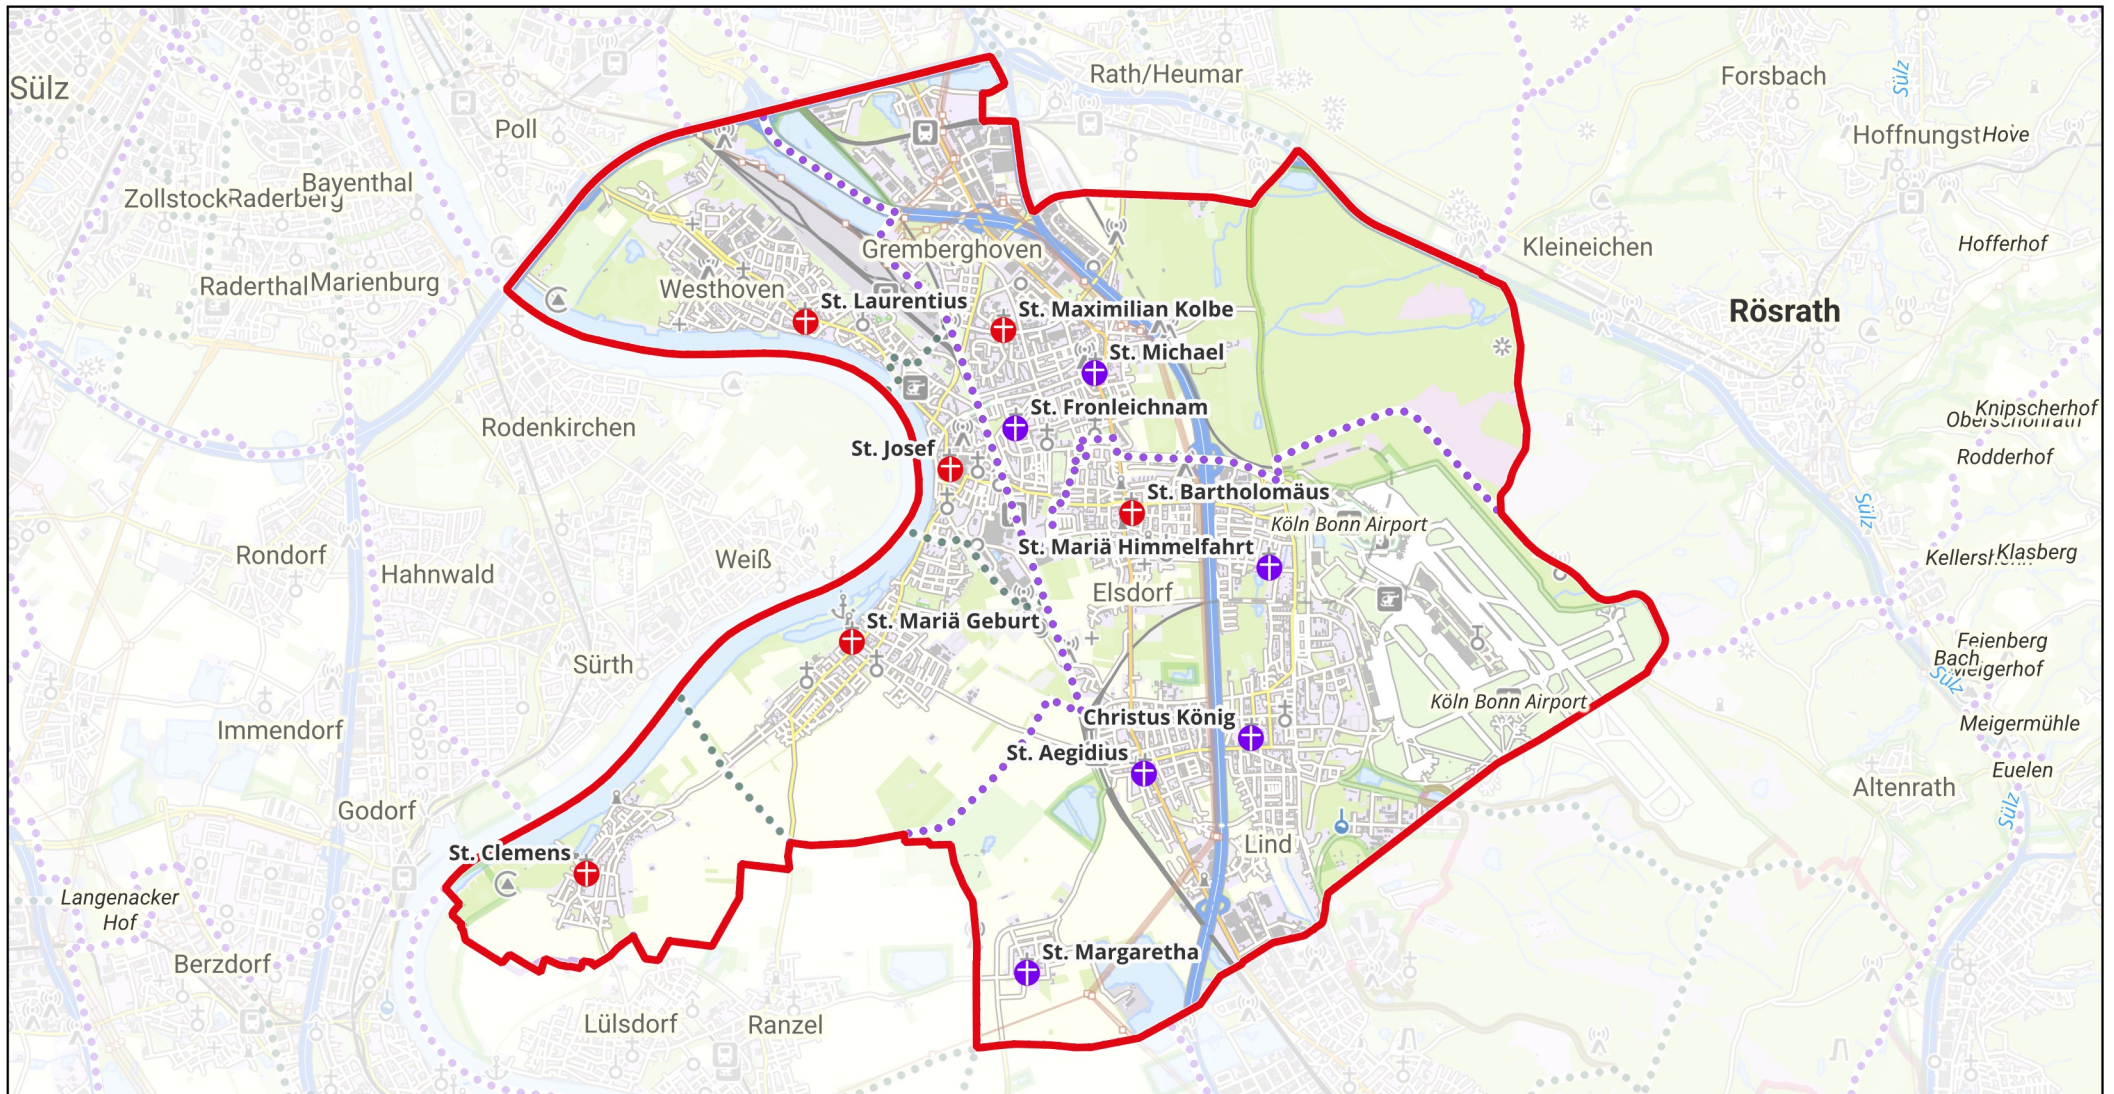 Sülz
Rath/Heumar
Forsbach
Sülz
Poll
Hoffnungst
Hove
Bayenthal
Zollstock
Raderberg
Gremberghoven
Kleineichen
Hofferhof
Raderthal
Marienburg
Westhoven
St. Laurentius
St. Maximilian Kolbe
Rösrath
St. Michael
St. Fronleichnam
Knipscherhof
Oberschönrath
Rodenkirchen
St. Josef
Rodderhof
St. Bartholomäus
Köln Bonn Airport
Sülz
St. Mariä Himmelfahrt
Rondorf
Weiß
Klasberg
Hahnwald
Elsdorf
St. Mariä Geburt
Feienberg
Bach
Sürth
Sülz
Köln Bonn Airport
Christus König
Immendorf
Meigermühle
St. Aegidius
Euelen
Altenrath
Godorf
Sülz
Lind
St. Clemens
Langenacker
Hof
St. Margaretha
Berzdorf
Lülsdorf
Ranzel